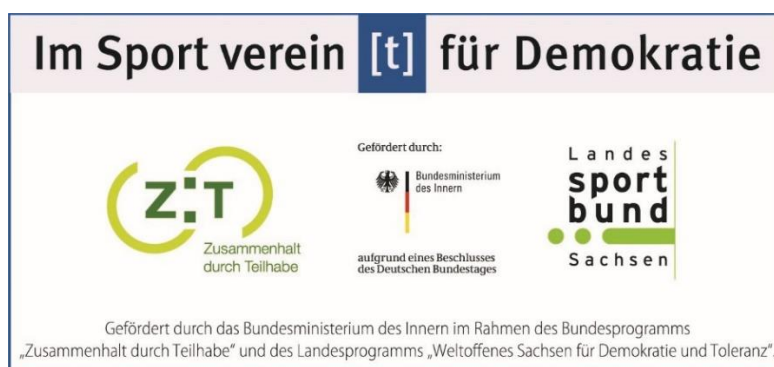 Im Sport verein [t] für Demokratie
Z:T
Zusammenhalt
durch Teilhabe
Gefördert durch:
Bundesministerium
des Innern
aufgrund eines Beschlusses
des Deutschen Bundestages
Landes
sport
bund
Sachsen
Gefördert durch das Bundesministerium des Innern im Rahmen des Bundesprogramms
„Zusammenhalt durch Teilhabe“ und des Landesprogramms „Weltoffenes Sachsen für Demokratie und Toleranz“.